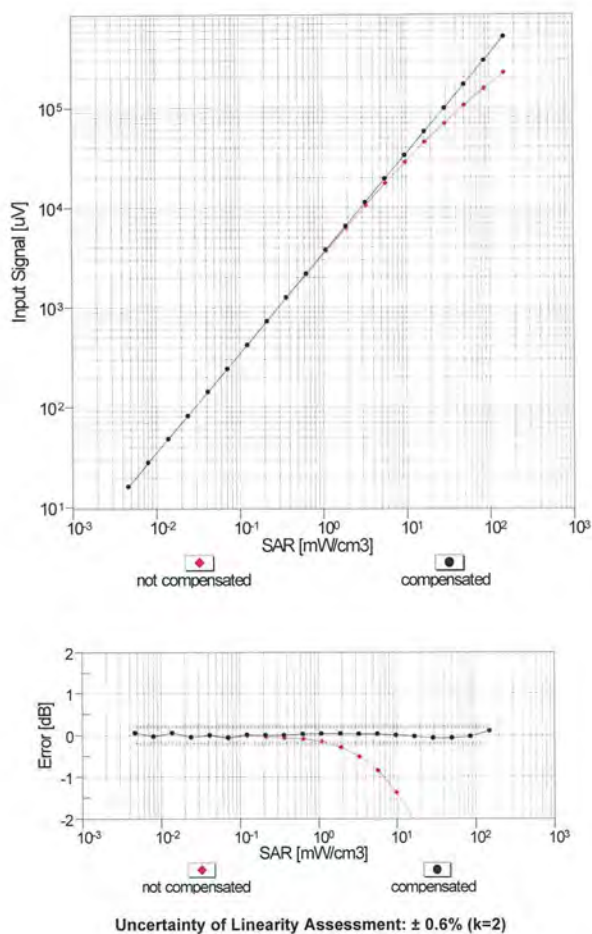 Input Signal [uV]
10^5
10^4
10^3
10^2
10^1
10^-3 10^-2 10^-1 10^0 10^1 10^2 10^3
SAR [mW/cm3]
not compensated compensated
Error [dB]
2
1
0
-1
-2
10^-3 10^-2 10^-1 10^0 10^1 10^2 10^3
SAR [mW/cm3]
not compensated compensated
Uncertainty of Linearity Assessment: ± 0.6% (k=2)